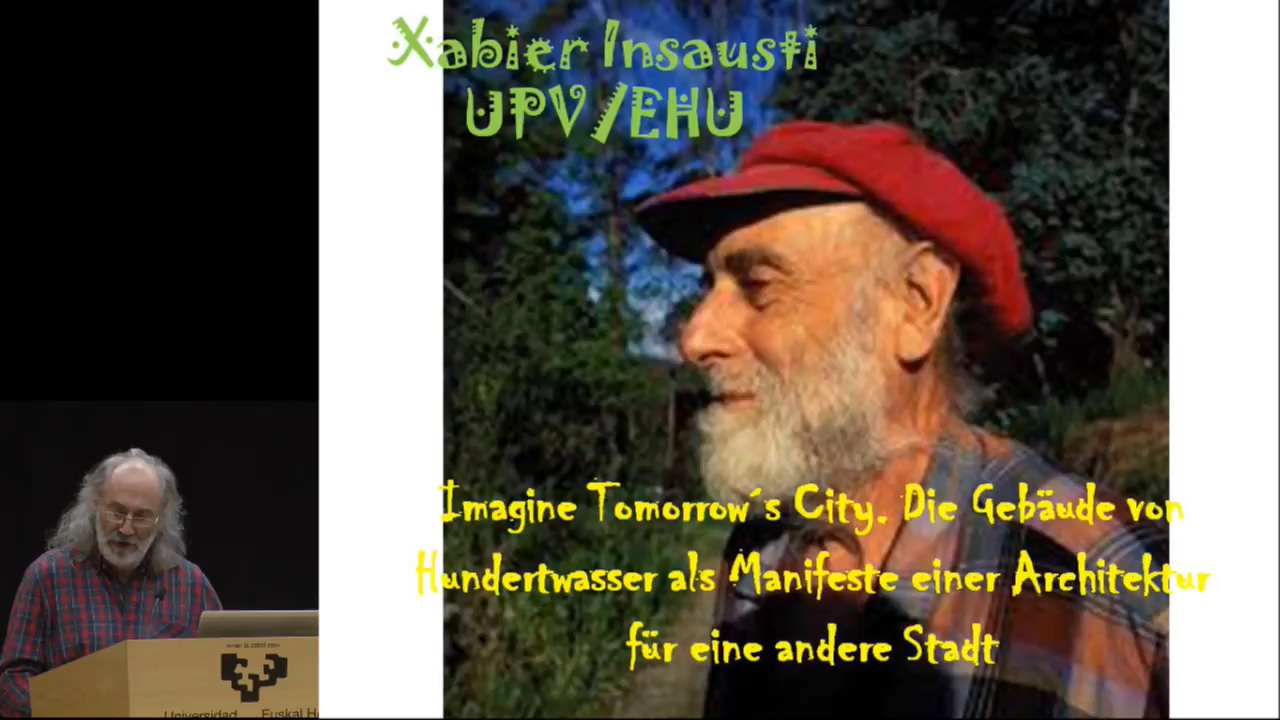 Xabier Insausti
UPV/EHU
Imagine Tomorrow´s City. Die Gebäude von
Hundertwasser als Manifeste einer Architektur
für eine andere Stadt
Universidad Euskal H